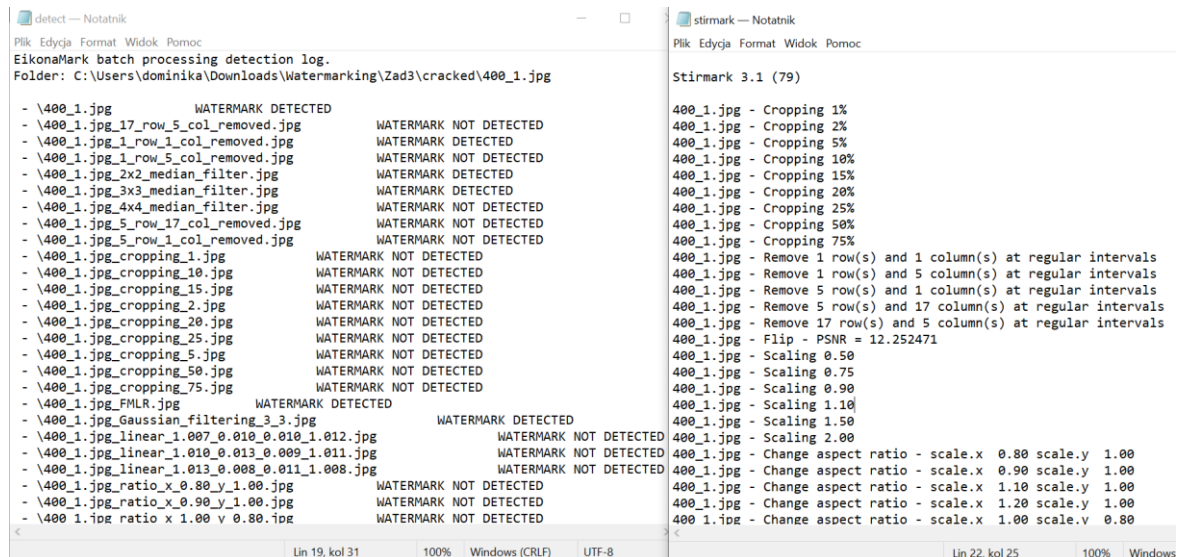 detect — Notatnik
Plik Edycja Format Widok Pomoc
EikonaMark batch processing detection log.
Folder: C:\Users\dominika\Downloads\Watermarking\Zad3\cracked\400_1.jpg
- \400_1.jpg WATERMARK DETECTED
- \400_1.jpg_17_row_5_col_removed.jpg WATERMARK NOT DETECTED
- \400_1.jpg_1_row_1_col_removed.jpg WATERMARK DETECTED
- \400_1.jpg_1_row_5_col_removed.jpg WATERMARK NOT DETECTED
- \400_1.jpg_2x2_median_filter.jpg WATERMARK DETECTED
- \400_1.jpg_3x3_median_filter.jpg WATERMARK DETECTED
- \400_1.jpg_4x4_median_filter.jpg WATERMARK NOT DETECTED
- \400_1.jpg_5_row_17_col_removed.jpg WATERMARK NOT DETECTED
- \400_1.jpg_5_row_1_col_removed.jpg WATERMARK NOT DETECTED
- \400_1.jpg_cropping_1.jpg WATERMARK NOT DETECTED
- \400_1.jpg_cropping_10.jpg WATERMARK NOT DETECTED
- \400_1.jpg_cropping_15.jpg WATERMARK NOT DETECTED
- \400_1.jpg_cropping_2.jpg WATERMARK NOT DETECTED
- \400_1.jpg_cropping_20.jpg WATERMARK NOT DETECTED
- \400_1.jpg_cropping_25.jpg WATERMARK NOT DETECTED
- \400_1.jpg_cropping_5.jpg WATERMARK NOT DETECTED
- \400_1.jpg_cropping_50.jpg WATERMARK NOT DETECTED
- \400_1.jpg_cropping_75.jpg WATERMARK NOT DETECTED
- \400_1.jpg_FMLR.jpg WATERMARK DETECTED
- \400_1.jpg_Gaussian_filtering_3_3.jpg WATERMARK DETECTED
- \400_1.jpg_linear_1.007_0.010_0.010_1.012.jpg WATERMARK NOT DETECTED
- \400_1.jpg_linear_1.010_0.013_0.009_1.011.jpg WATERMARK NOT DETECTED
- \400_1.jpg_linear_1.013_0.008_0.011_1.008.jpg WATERMARK NOT DETECTED
- \400_1.jpg_ratio_x_0.80_y_1.00.jpg WATERMARK NOT DETECTED
- \400_1.jpg_ratio_x_0.90_y_1.00.jpg WATERMARK NOT DETECTED
- \400_1.jpg_ratio_x_1.00_y_0.80.jpg WATERMARK NOT DETECTED
Lin 19, kol 31 100% Windows (CRLF) UTF-8
stirmark — Notatnik
Plik Edycja Format Widok Pomoc
Stirmark 3.1 (79)
400_1.jpg - Cropping 1%
400_1.jpg - Cropping 2%
400_1.jpg - Cropping 5%
400_1.jpg - Cropping 10%
400_1.jpg - Cropping 15%
400_1.jpg - Cropping 20%
400_1.jpg - Cropping 25%
400_1.jpg - Cropping 50%
400_1.jpg - Cropping 75%
400_1.jpg - Remove 1 row(s) and 1 column(s) at regular intervals
400_1.jpg - Remove 1 row(s) and 5 column(s) at regular intervals
400_1.jpg - Remove 5 row(s) and 1 column(s) at regular intervals
400_1.jpg - Remove 5 row(s) and 17 column(s) at regular intervals
400_1.jpg - Remove 17 row(s) and 5 column(s) at regular intervals
400_1.jpg - Flip - PSNR = 12.252471
400_1.jpg - Scaling 0.50
400_1.jpg - Scaling 0.75
400_1.jpg - Scaling 0.90
400_1.jpg - Scaling 1.10
400_1.jpg - Scaling 1.50
400_1.jpg - Scaling 2.00
400_1.jpg - Change aspect ratio - scale.x 0.80 scale.y 1.00
400_1.jpg - Change aspect ratio - scale.x 0.90 scale.y 1.00
400_1.jpg - Change aspect ratio - scale.x 1.10 scale.y 1.00
400_1.jpg - Change aspect ratio - scale.x 1.20 scale.y 1.00
400_1.jpg - Change aspect ratio - scale.x 1.00 scale.y 0.80
Lin 22, kol 25 100% Windows